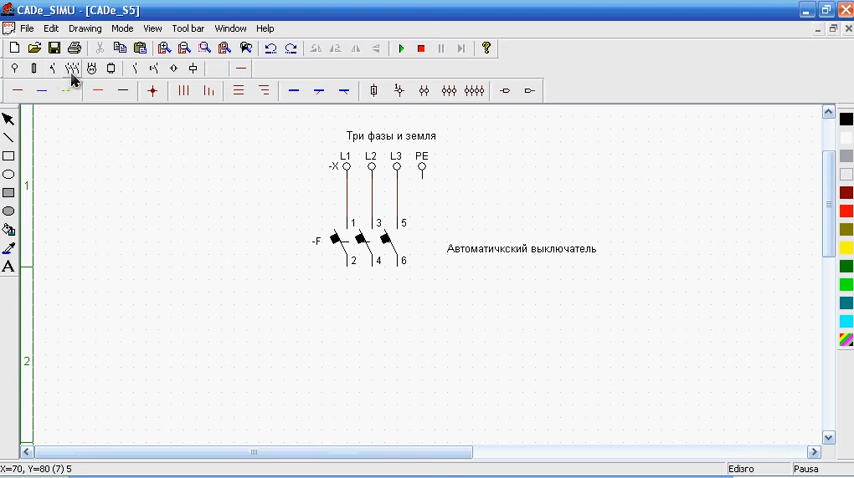 CADe_SIMU - [CADe_S5]
File Edit Drawing Mode View Tool bar Window Help
Три фазы и земля
L1 L2 L3 PE
-X
1
1 3 5
-F
Автоматичкский выключатель
2 4 6
2
X=70, Y=80 (7) 5 Edisro Pausa